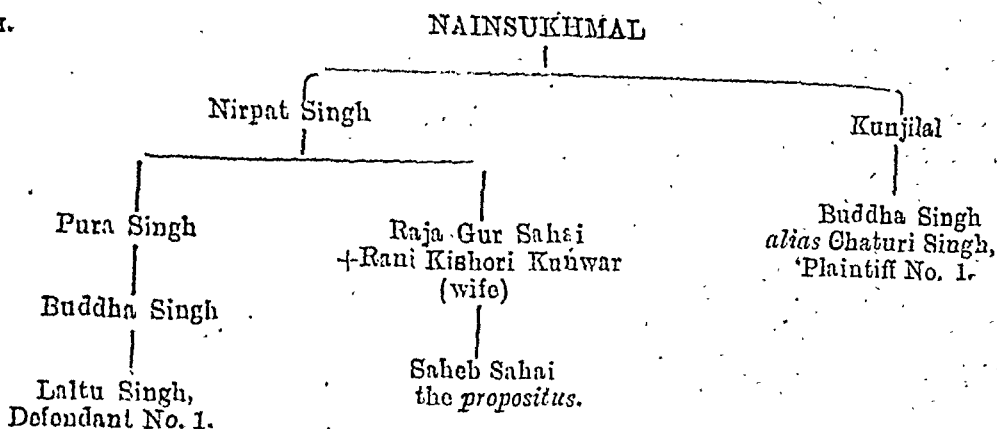 NAINSUKHMAL
Nirpat Singh
Kunjilal
Pura Singh
Raja Gur Sahai
+Rani Kishori Kunwar
(wife)
Buddha Singh
alias Chaturi Singh,
Plaintiff No. 1.
Buddha Singh
Saheb Sahai
the propositus.
Laltu Singh,
Defendant No. 1.